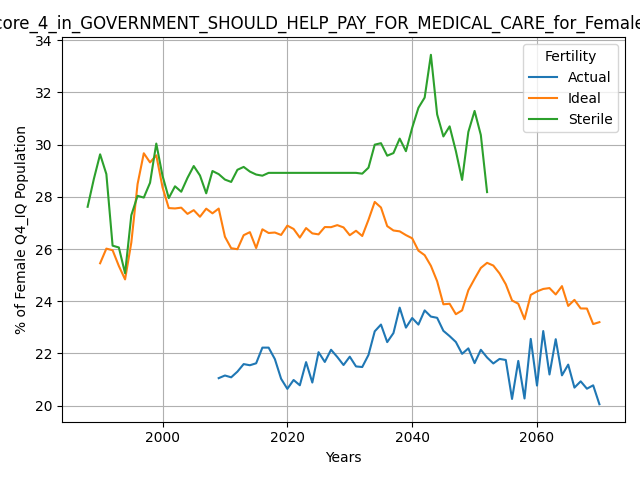 core_4_in_GOVERNMENT_SHOULD_HELP_PAY_FOR_MEDICAL_CARE_for_Female
Fertility
Actual
Ideal
Sterile
% of Female Q4_IQ Population
34
32
30
28
26
24
22
20
2000 2020 2040 2060
Years